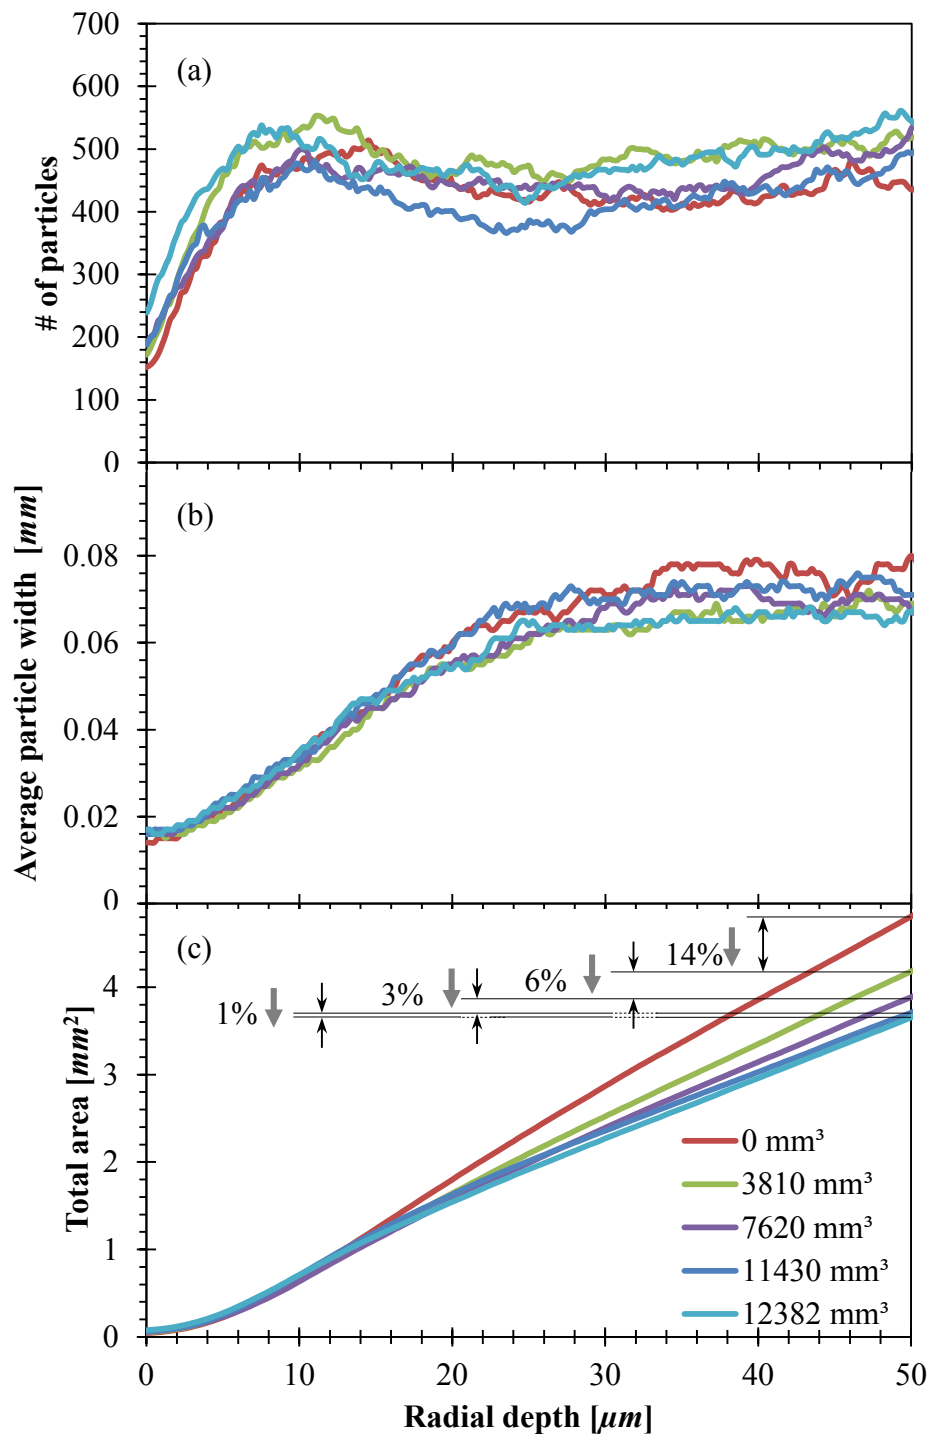 700
(a)
600
500
400
300
200
100
0
# of particles
(b)
0.08
0.06
0.04
0.02
0
Average particle width [mm]
(c)
14%
6%
3%
1%
4
3
2
1
0
Total area [mm²]
0 mm³
3810 mm³
7620 mm³
11430 mm³
12382 mm³
0 10 20 30 40 50
Radial depth [µm]